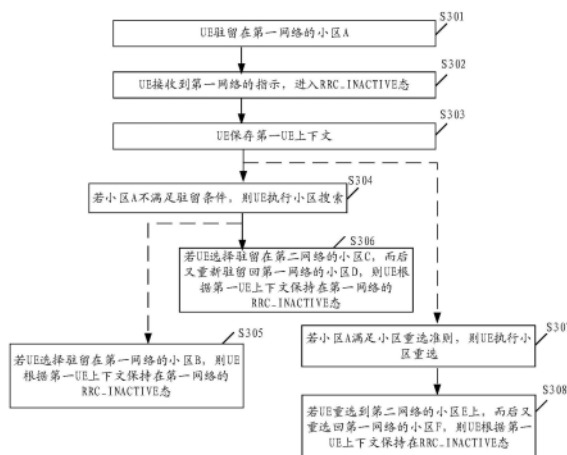 S301
UE驻留在第一网络的小区A
S302
UE接收到第一网络的指示，进入RRC_INACTIVE态
S303
UE保存第一UE上下文
S304
若小区A不满足驻留条件，则UE执行小区搜索
S306
若UE选择驻留在第二网络的小区C，而后
又重新驻留回第一网络的小区D，则UE根
据第一UE上下文保持在第一网络的
RRC_INACTIVE态
S305
若UE选择驻留在第一网络的小区B，则UE
根据第一UE上下文保持在第一网络的
RRC_INACTIVE态
S307
若小区A满足小区重选准则，则UE执行小
区重选
S308
若UE重选到第二网络的小区E上，而后又
重选回第一网络的小区F，则UE根据第一
UE上下文保持在RRC_INACTIVE态